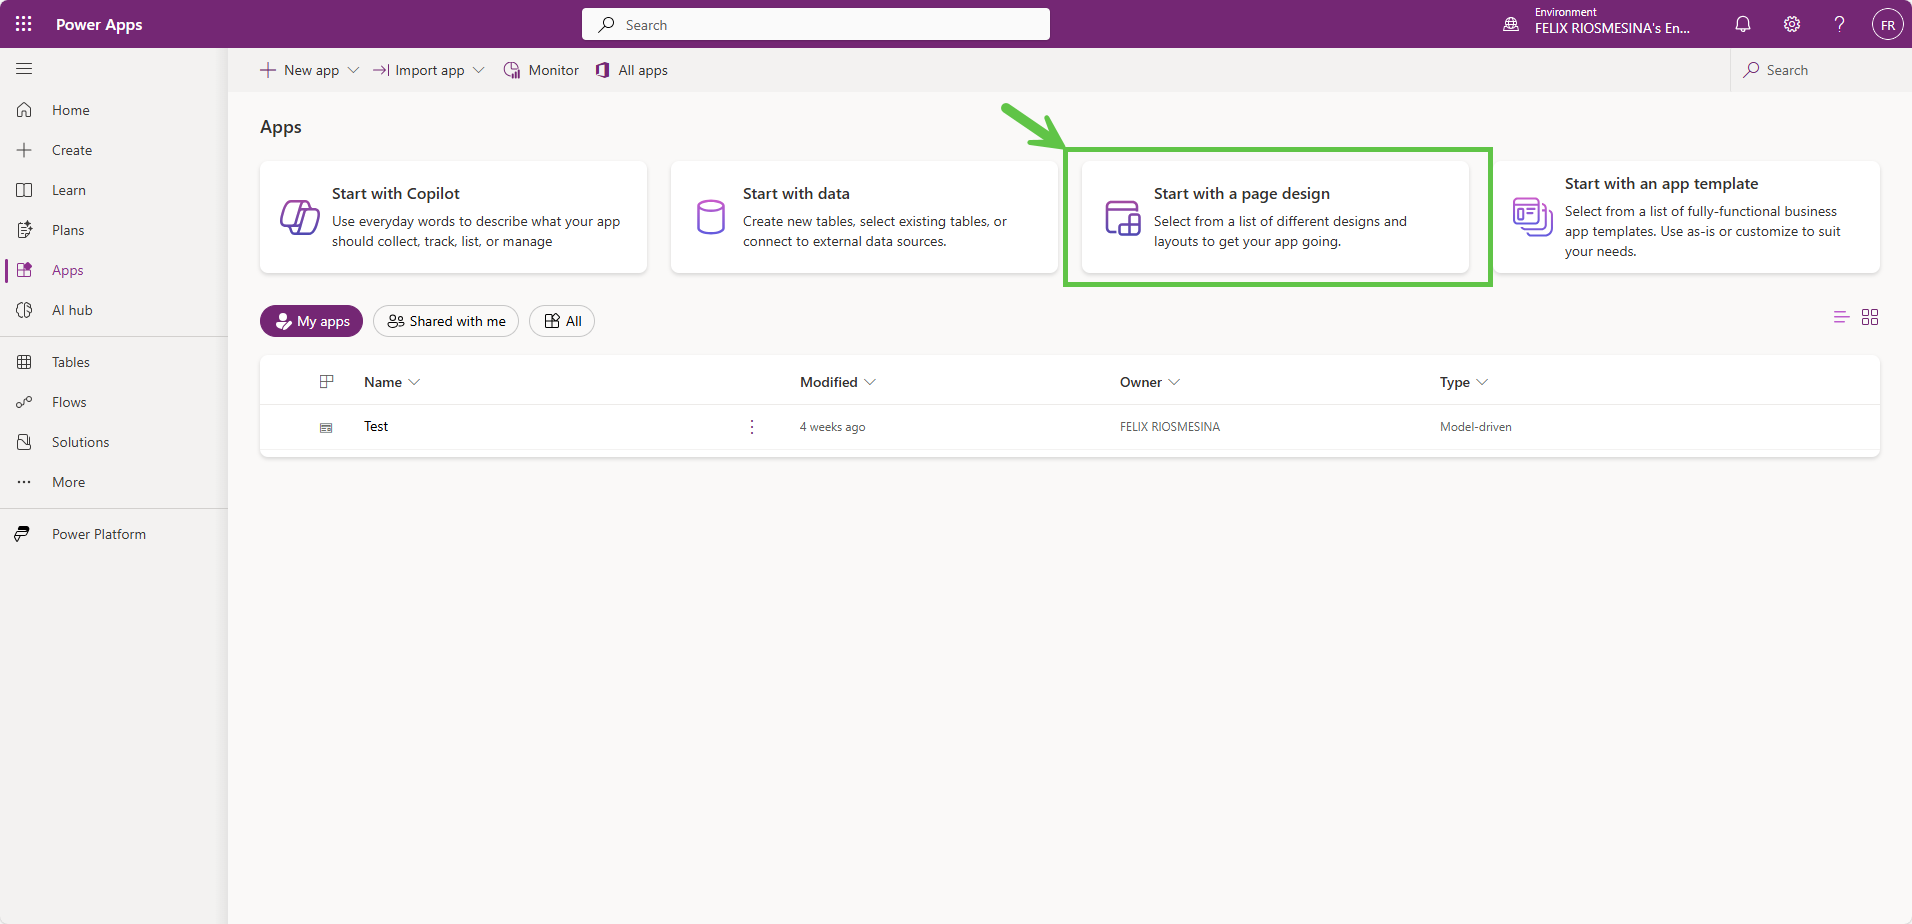 Power Apps
Search
Environment
FELIX RIOSMESINA's En...
?
FR
New app
Import app
Monitor
All apps
Search
Home
Create
Learn
Plans
Apps
AI hub
Tables
Flows
Solutions
More
Power Platform
Apps
Start with Copilot
Use everyday words to describe what your app
should collect, track, list, or manage
Start with data
Create new tables, select existing tables, or
connect to external data sources.
Start with a page design
Select from a list of different designs and
layouts to get your app going.
Start with an app template
Select from a list of fully-functional business
app templates. Use as-is or customize to suit
your needs.
My apps
Shared with me
All
Name
Modified
Owner
Type
Test
4 weeks ago
FELIX RIOSMESINA
Model-driven